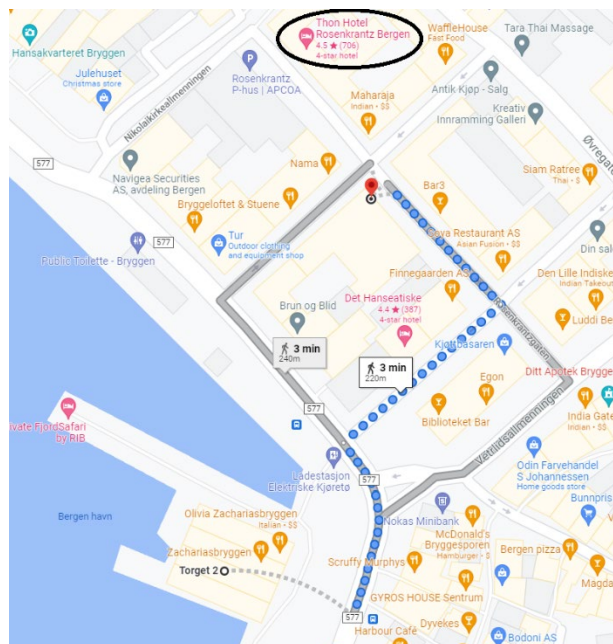 Thon Hotel
Rosenkrantz Bergen
4.5 ★ (706)
4-star hotel
WaffleHouse
Fast Food
Tara Thai Massage
Hansakvarteret Bryggen
Julehuset
Christmas store
Nikolaikirkeallmenningen
Rosenkrantz
P-hus | APCOA
Maharaja
Indian • $$
Antik Kjøp - Salg
Kreativ
Innramming Galleri
Øvregaten
577
Navigea Securities
AS, avdeling Bergen
Nama
Bar3
Siam Ratree
Thai • $
Bryggeloftet & Stuene
577
Public Toilette - Bryggen
Tur
Outdoor clothing
and equipment shop
Restaurant AS
Asian Fusion • $$
Din sal
Finnegaarden AS
Den Lille Indiske
Indian Takeout
Det Hanseatiske
4.4 ★ (387)
4-star hotel
Brun og Blid
Rosenkrantzgaten
Luddi Be
Kjøttbasaren
3 min
240m
3 min
220m
Ditt Apotek Brygge
Egon
577
Biblioteket Bar
India Gate
Indian • $$
Vetrlidsallmenningen
ivate FjordSafari
by RIB
Odin Farvehandel
S Johannessen
Home goods store
Ladestasjon
Elektriske Kjøretø
577
Bunnpris
Bergen havn
Nokas Minibank
Olivia Zachariasbryggen
Italian • $$
McDonald's
Bryggesporen
Hamburger • $
Bergen pizza
Zachariasbryggen
Torget 2
Scruffy Murphys
Magda
GYROS HOUSE Sentrum
577
Harbour Café
Dyvekes
Bodoni AS